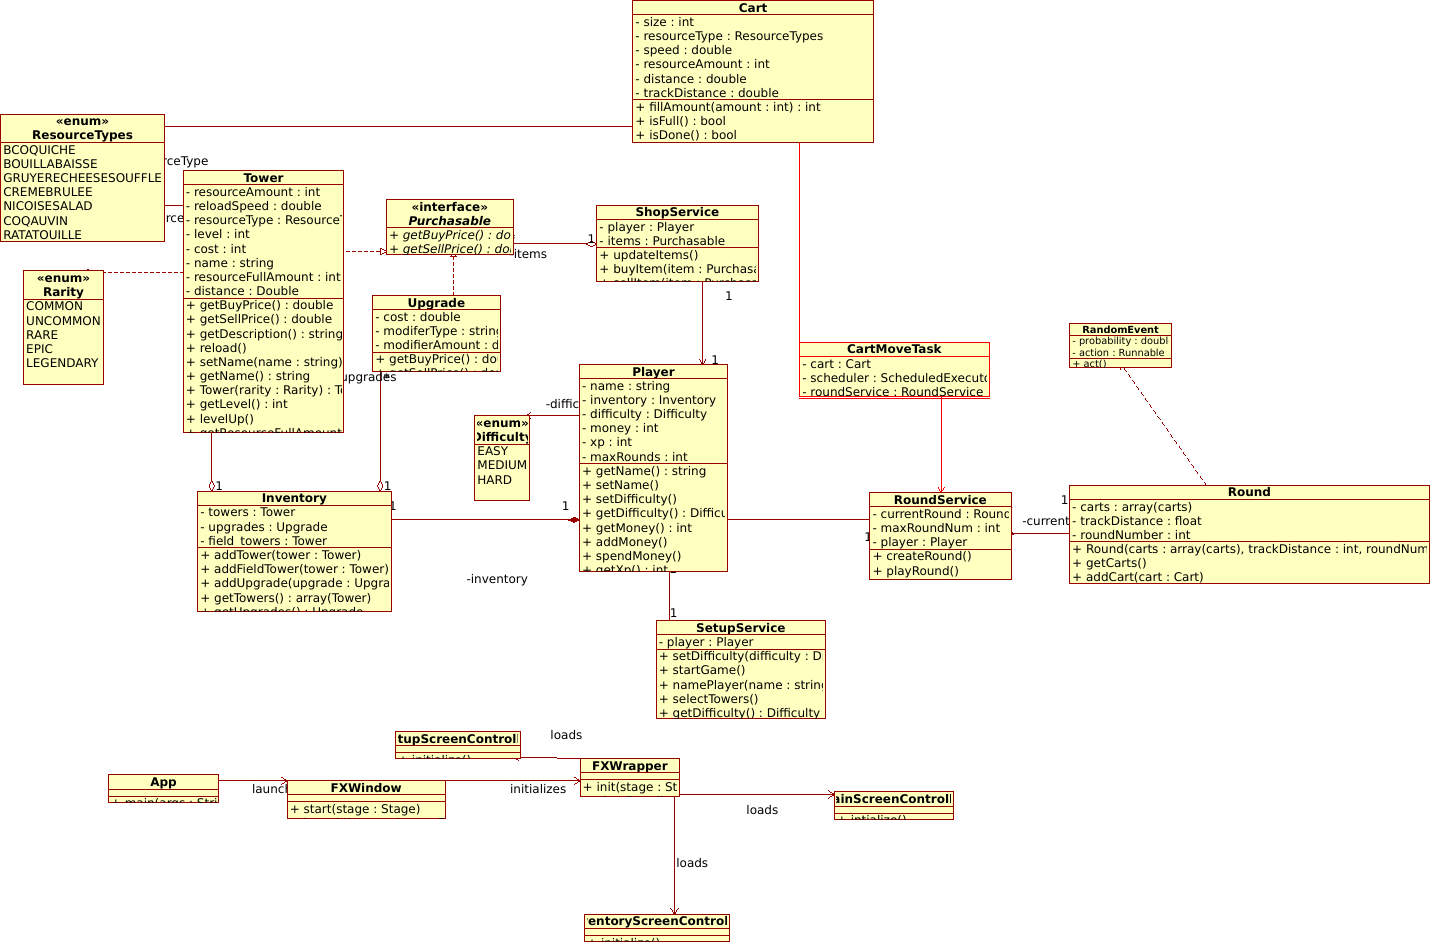 Cart
- size : int
- resourceType : ResourceTypes
- speed : double
- resourceAmount : int
- distance : double
- trackDistance : double
+ fillAmount(amount : int) : int
+ isFull() : bool
+ isDone() : bool
«enum»
ResourceTypes
BCOQUICHE
BOUILLABAISSE
GRUYERECHEESESOUFFLE
CREMEBRULEE
NICOISESALAD
COQAUVIN
RATATOUILLE
rceType
rce
«enum»
Rarity
COMMON
UNCOMMON
RARE
EPIC
LEGENDARY
Tower
- resourceAmount : int
- reloadSpeed : double
- resourceType : Resource
- level : int
- cost : int
- name : string
- resourceFullAmount : int
- distance : Double
+ getBuyPrice() : double
+ getSellPrice() : double
+ getDescription() : string
+ reload()
+ setName(name : string)
+ getName() : string
+ Tower(rarity : Rarity) : T
+ getLevel() : int
+ levelUp()
+ getResourseFullAmount
«interface»
Purchasable
+ getBuyPrice() : do
+ getSellPrice() : do
items
1
ShopService
- player : Player
- items : Purchasable
+ updateItems()
+ buyItem(item : Purchas
+ sellItem(item : Purchase
1
1
Upgrade
- cost : double
- modiferType : string
- modifierAmount : d
+ getBuyPrice() : do
+ getSellPrice() : do
upgrades
*
-diffic
«enum»
Difficulty
EASY
MEDIUM
HARD
Player
- name : string
- inventory : Inventory
- difficulty : Difficulty
- money : int
- xp : int
- maxRounds : int
+ getName() : string
+ setName()
+ setDifficulty()
+ getDifficulty() : Difficu
+ getMoney() : int
+ addMoney()
+ spendMoney()
+ getXp() : int
CartMoveTask
- cart : Cart
- scheduler : ScheduledExecuto
- roundService : RoundService
RandomEvent
- probability : doubl
- action : Runnable
+ act()
1
1
Inventory
- towers : Tower
- upgrades : Upgrade
- field_towers : Tower
+ addTower(tower : Tower)
+ addFieldTower(tower : Tower)
+ addUpgrade(upgrade : Upgra
+ getTowers() : array(Tower)
+ getUpgrades() : Upgrade
1
1
-inventory
RoundService
- currentRound : Round
- maxRoundNum : int
- player : Player
+ createRound()
+ playRound()
1
1
-current
Round
- carts : array(carts)
- trackDistance : float
- roundNumber : int
+ Round(carts : array(carts), trackDistance : int, roundNum
+ getCarts()
+ addCart(cart : Cart)
1
SetupService
- player : Player
+ setDifficulty(difficulty : D
+ startGame()
+ namePlayer(name : string
+ selectTowers()
+ getDifficulty() : Difficulty
tupScreenControll
+ initialize()
loads
App
+ main(args : Stri
launch
FXWindow
+ start(stage : Stage)
initializes
FXWrapper
+ init(stage : St
loads
ainScreenControll
+ intialize()
loads
entoryScreenControl
+ initialize()